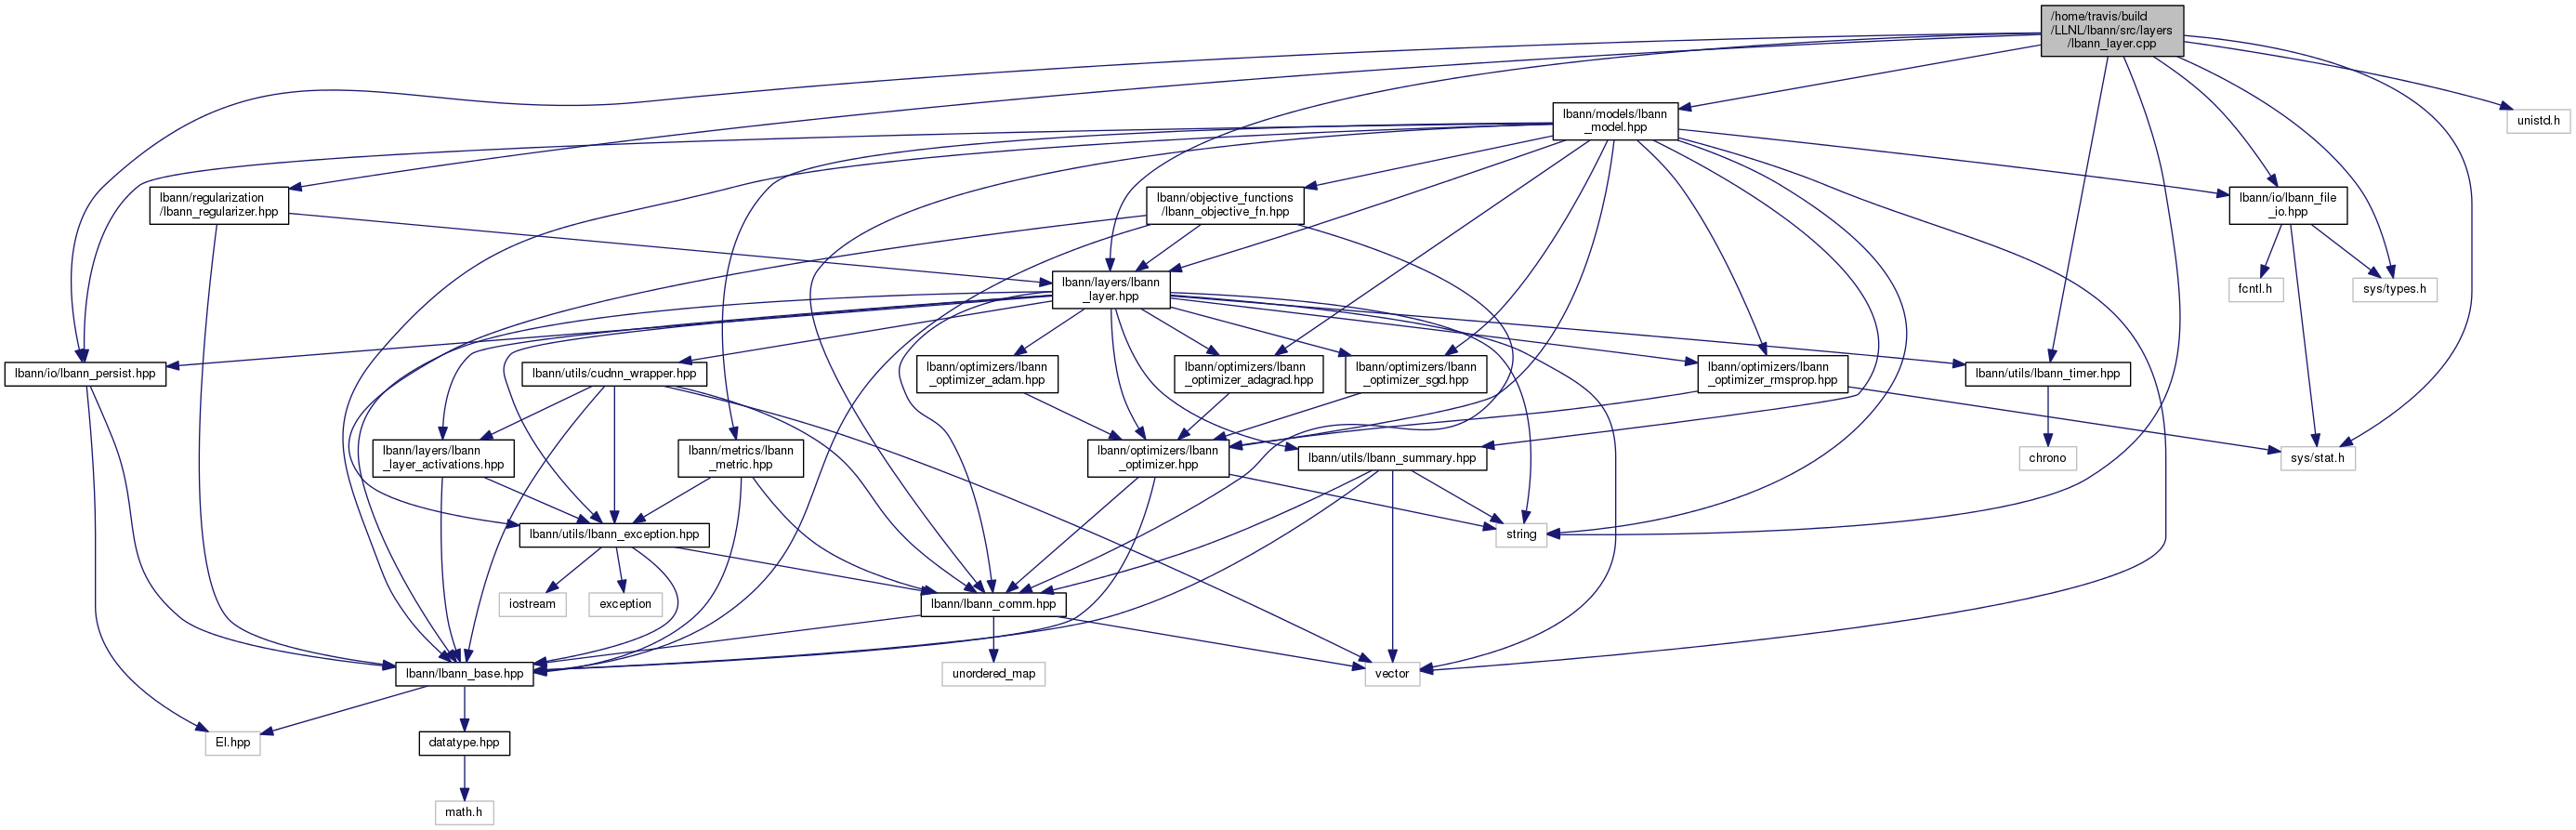 /home/travis/build
/LLNL/lbann/src/layers
/lbann_layer.cpp
lbann/models/lbann
_model.hpp
unistd.h
lbann/regularization
/lbann_regularizer.hpp
lbann/objective_functions
/lbann_objective_fn.hpp
lbann/io/lbann_file
_io.hpp
lbann/layers/lbann
_layer.hpp
fcntl.h
sys/types.h
lbann/io/lbann_persist.hpp
lbann/utils/cudnn_wrapper.hpp
lbann/optimizers/lbann
_optimizer_adam.hpp
lbann/optimizers/lbann
_optimizer_adagrad.hpp
lbann/optimizers/lbann
_optimizer_sgd.hpp
lbann/optimizers/lbann
_optimizer_rmsprop.hpp
lbann/utils/lbann_timer.hpp
lbann/layers/lbann
_layer_activations.hpp
lbann/metrics/lbann
_metric.hpp
lbann/optimizers/lbann
_optimizer.hpp
lbann/utils/lbann_summary.hpp
chrono
sys/stat.h
lbann/utils/lbann_exception.hpp
string
iostream
exception
lbann/lbann_comm.hpp
lbann/lbann_base.hpp
unordered_map
vector
El.hpp
datatype.hpp
math.h